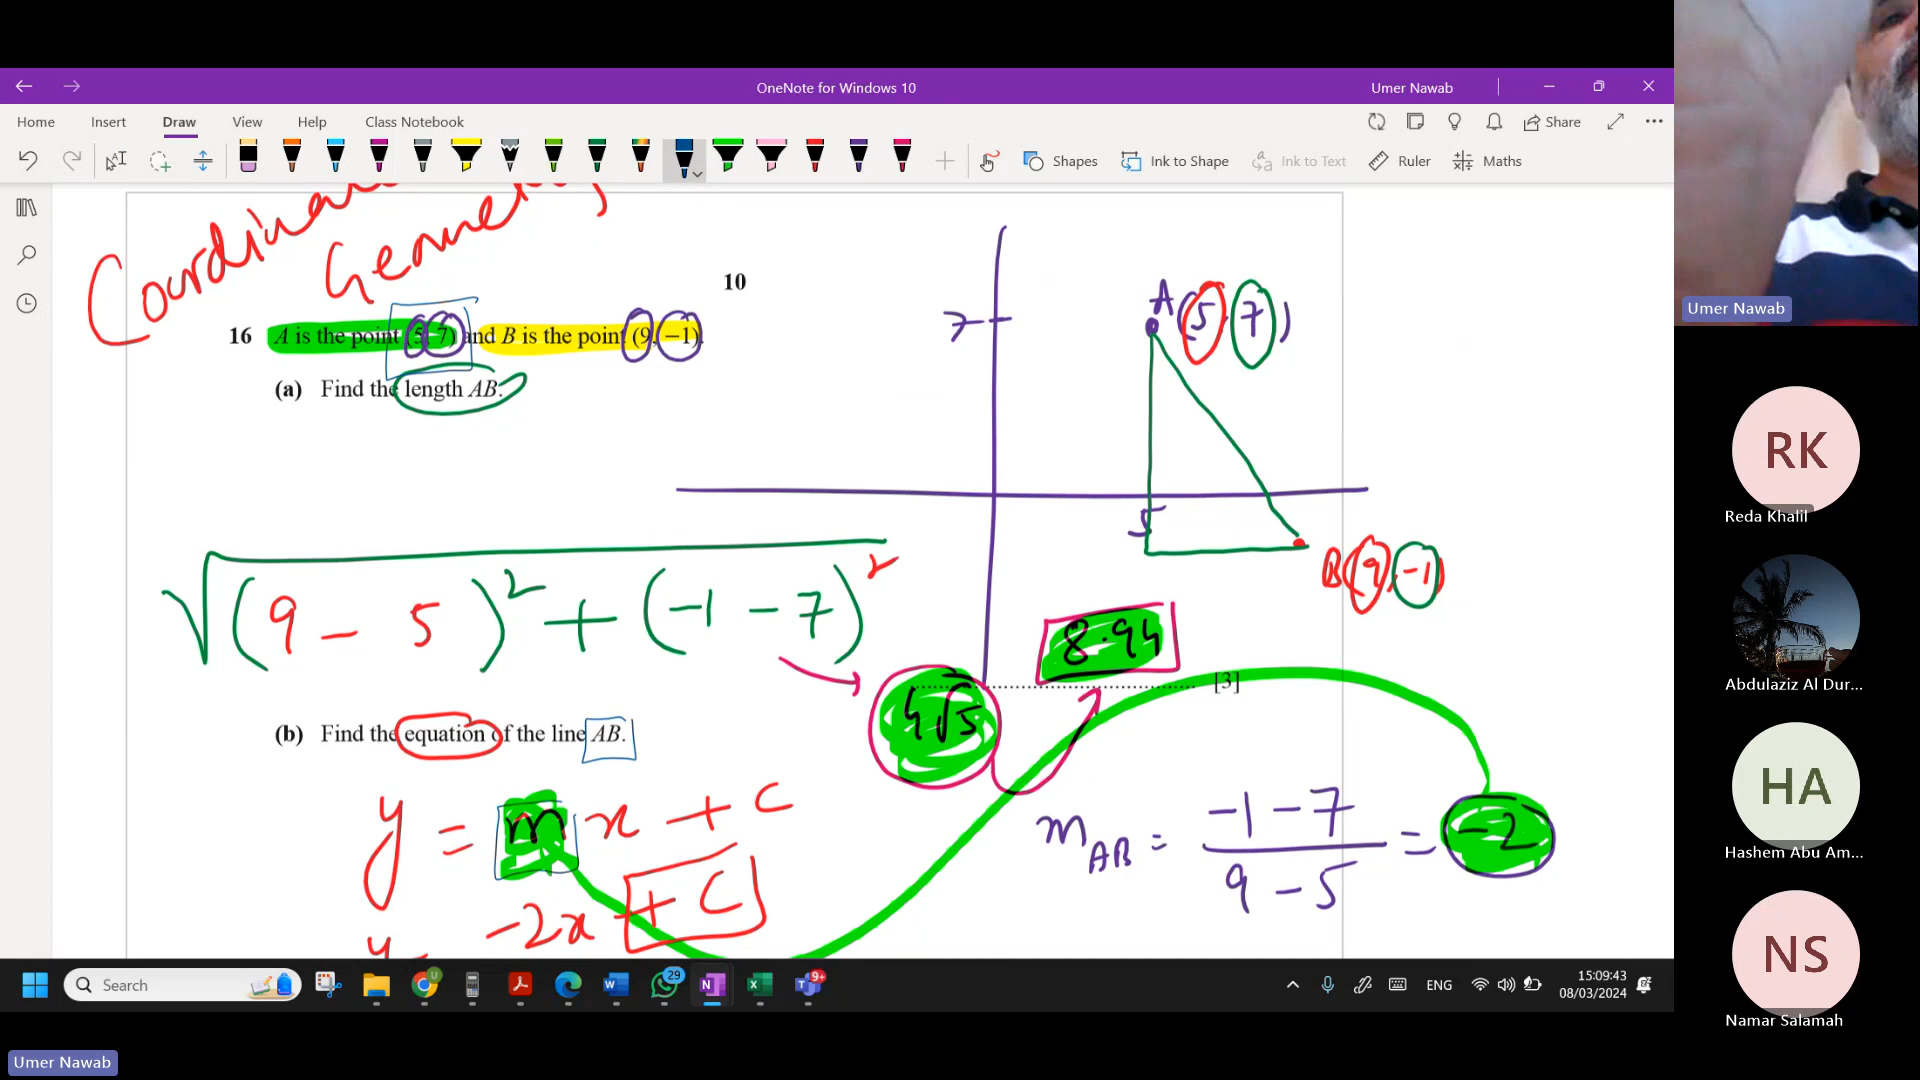 OneNote for Windows 10
Umer Nawab
Home Insert Draw View Help Class Notebook
Share
Shapes Ink to Shape Ink to Text Ruler Maths
Geometry
10
16 A is the point (5, 7) and B is the point (9, −1).
(a) Find the length AB.
7
A(5, 7)
5
B(9, -1)
√(9 - 5)² + (-1 - 7)²
4√5
8.94
[3]
(b) Find the equation of the line AB.
y = mx + c
-2x + c
y
m AB = -1 - 7 / 9 - 5 = -2
Search
29
9+
ENG
15:09:43
08/03/2024
Umer Nawab
Umer Nawab
RK
Reda Khalil
Abdulaziz Al Dur...
HA
Hashem Abu Am...
NS
Namar Salamah